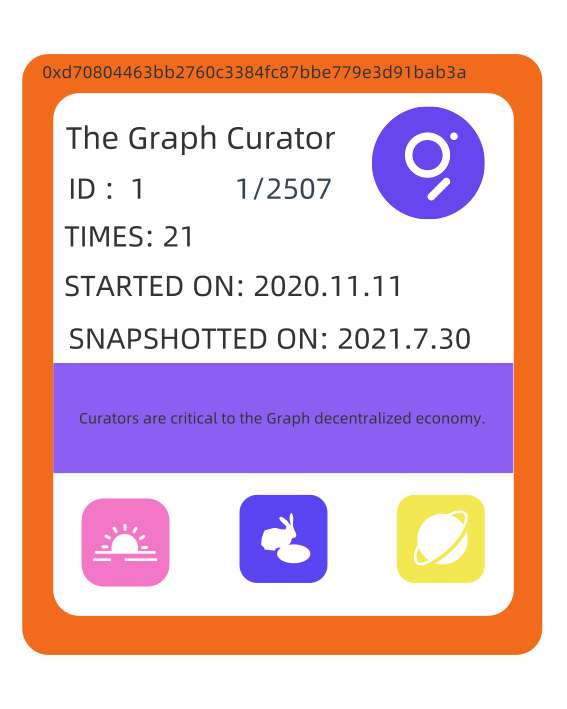 0xd70804463bb2760c3384fc87bbe779e3d91bab3a
The Graph Curator
ID : 1 1/2507
TIMES: 21
STARTED ON: 2020.11.11
SNAPSHOTTED ON: 2021.7.30
Curators are critical to the Graph decentralized economy.